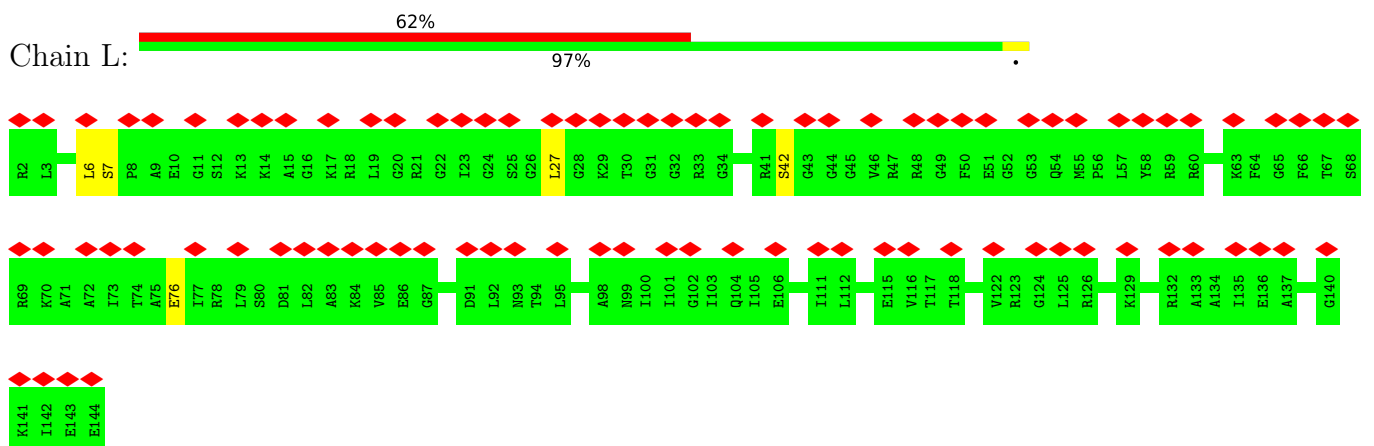 62%
Chain L:
97%
.
R2 L3 L6 S7 P8 A9 E10 G11 S12 K13 K14 A15 G16 K17 R18 L19 G20 R21 G22 I23 G24 S25 G26 L27 G28 K29 T30 G31 G32 R33 G34 R41 S42 G43 G44 G45 V46 R47 R48 G49 F50 E51 G52 G53 Q54 M55 P56 L57 Y58 R59 R60 K63 F64 G65 F66 T67 S68
R69 K70 A71 A72 I73 T74 A75 E76 I77 R78 L79 S80 D81 L82 A83 K84 V85 E86 G87 D91 L92 N93 T94 L95 A98 N99 I100 I101 G102 I103 Q104 I105 E106 I111 L112 E115 V116 T117 T118 V122 R123 G124 L125 R126 K129 R132 A133 A134 I135 E136 A137 G140
K141 I142 E143 E144